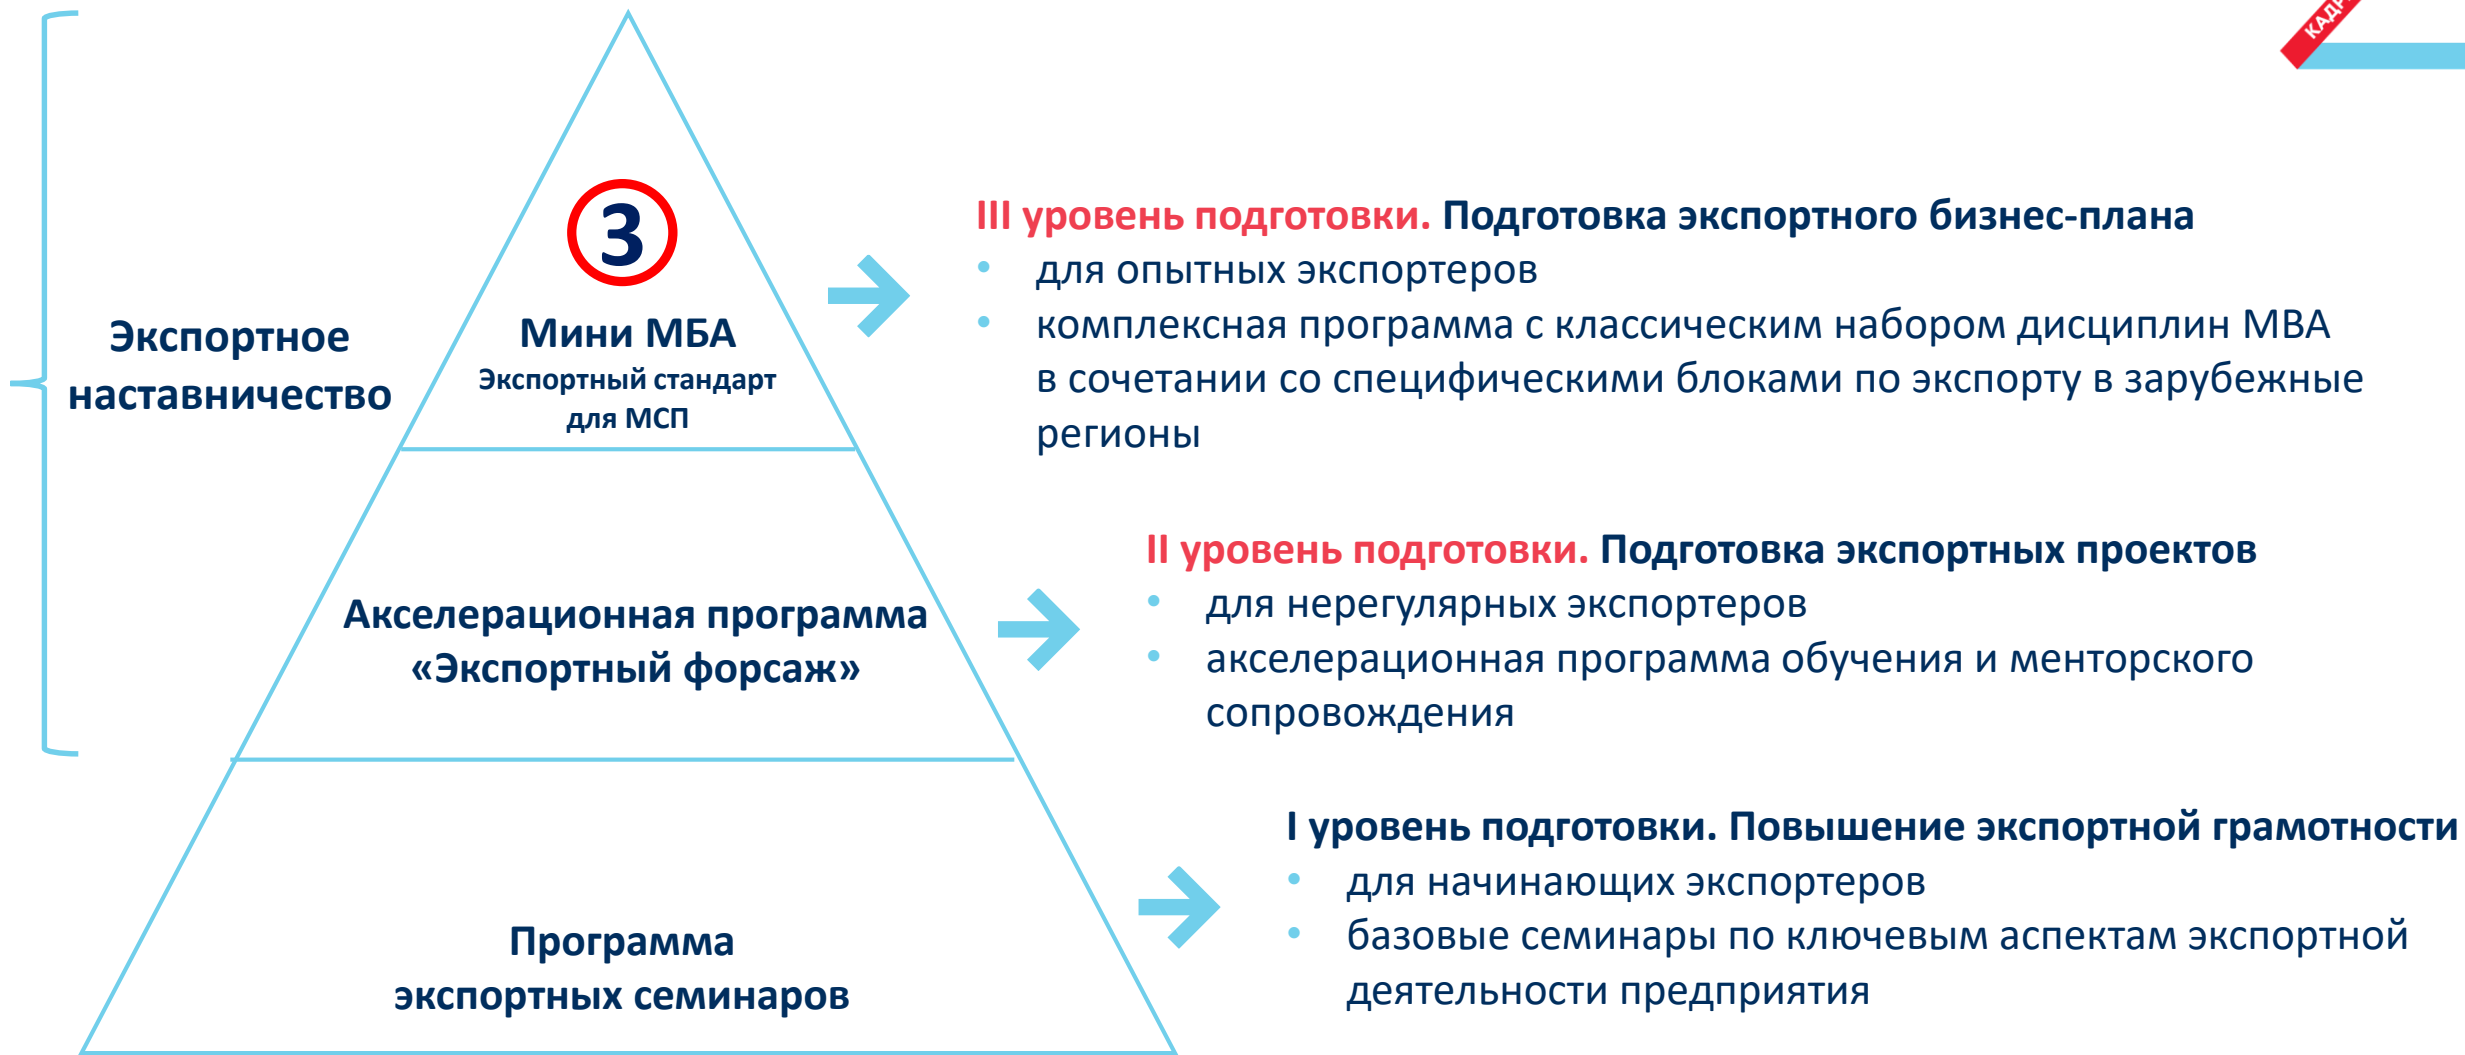 Экспортное
наставничество
3
Мини МБА
Экспортный стандарт
для МСП
III уровень подготовки. Подготовка экспортного бизнес-плана
• для опытных экспортеров
• комплексная программа с классическим набором дисциплин МВА
в сочетании со специфическими блоками по экспорту в зарубежные
регионы
Акселерационная программа
«Экспортный форсаж»
II уровень подготовки. Подготовка экспортных проектов
• для нерегулярных экспортеров
• акселерационная программа обучения и менторского
сопровождения
Программа
экспортных семинаров
I уровень подготовки. Повышение экспортной грамотности
• для начинающих экспортеров
• базовые семинары по ключевым аспектам экспортной
деятельности предприятия